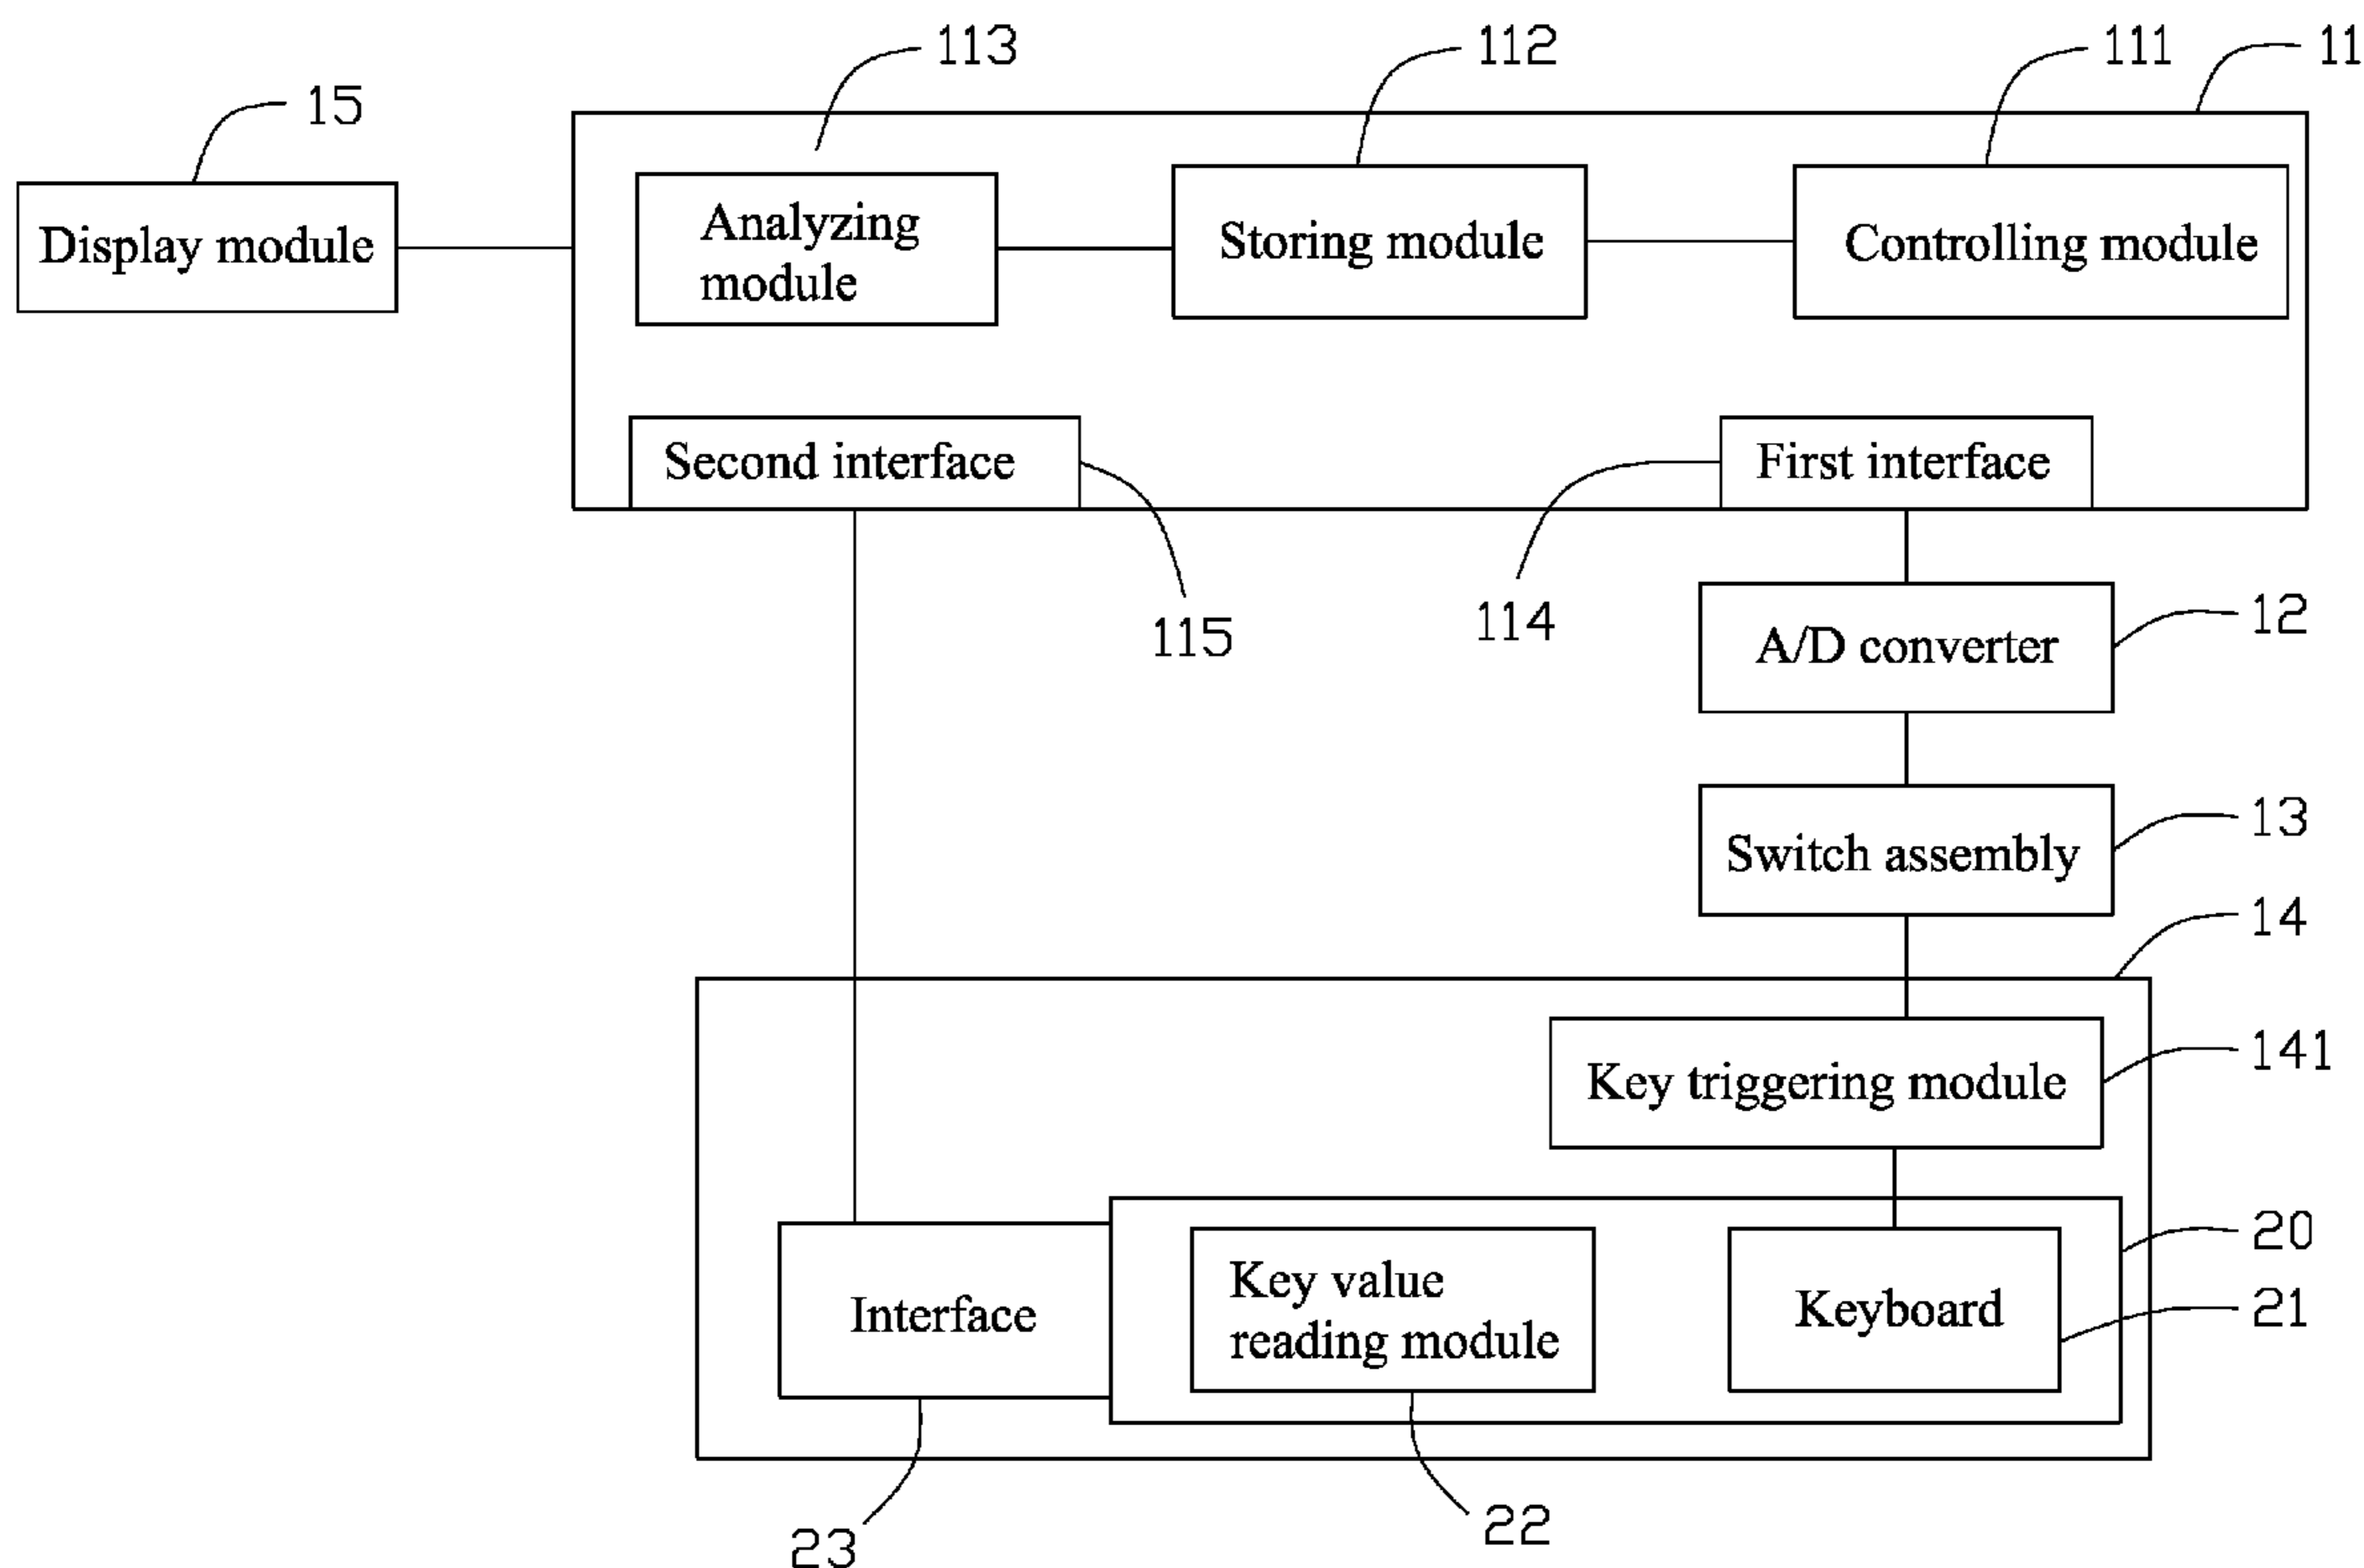 113
112
111
11
15
Display module
Analyzing
module
Storing module
Controlling module
Second interface
First interface
115
114
A/D converter
12
Switch assembly
13
14
Key triggering module
141
Interface
Key value
reading module
Keyboard
20
21
23
22